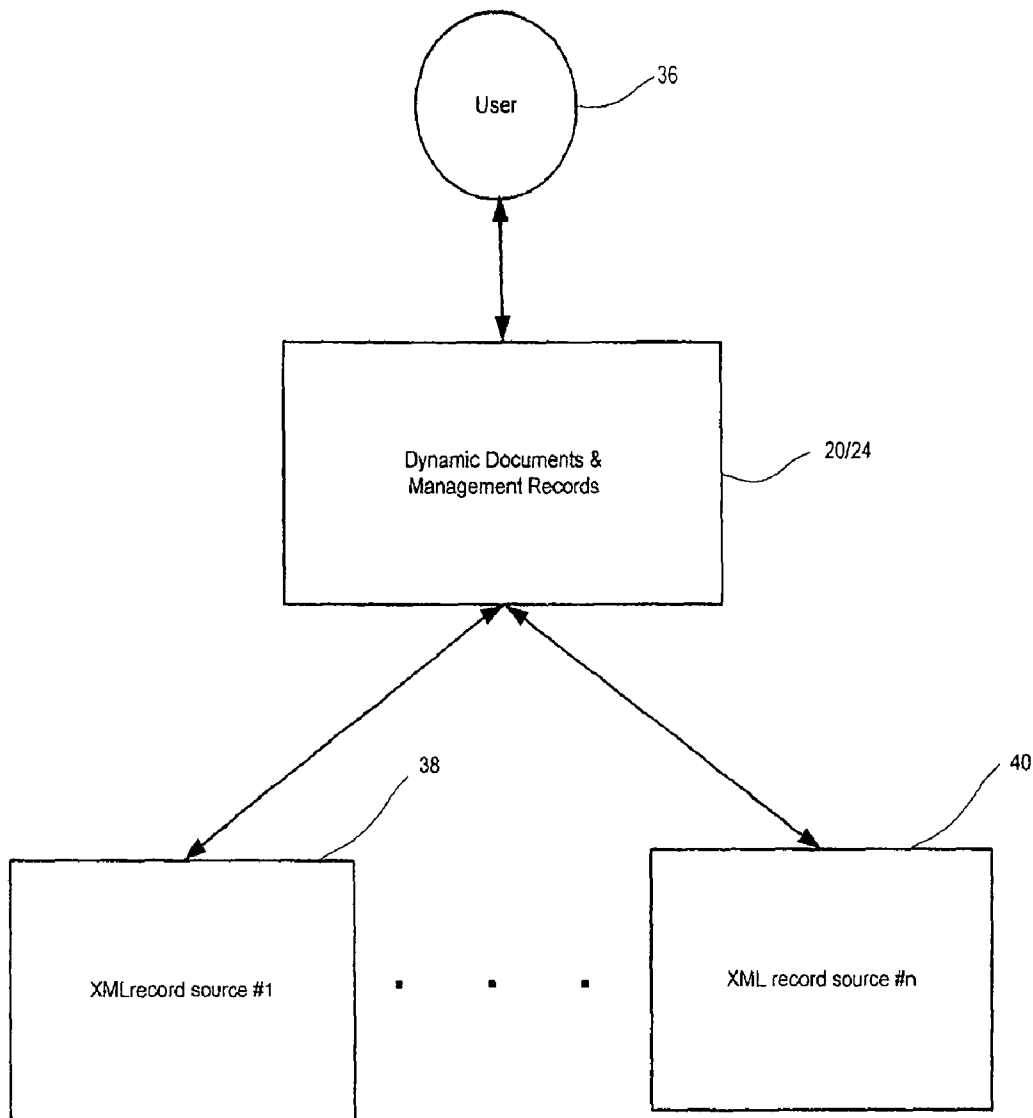 36
User
Dynamic Documents &
Management Records
20/24
38
40
XMLrecord source #1
XML record source #n